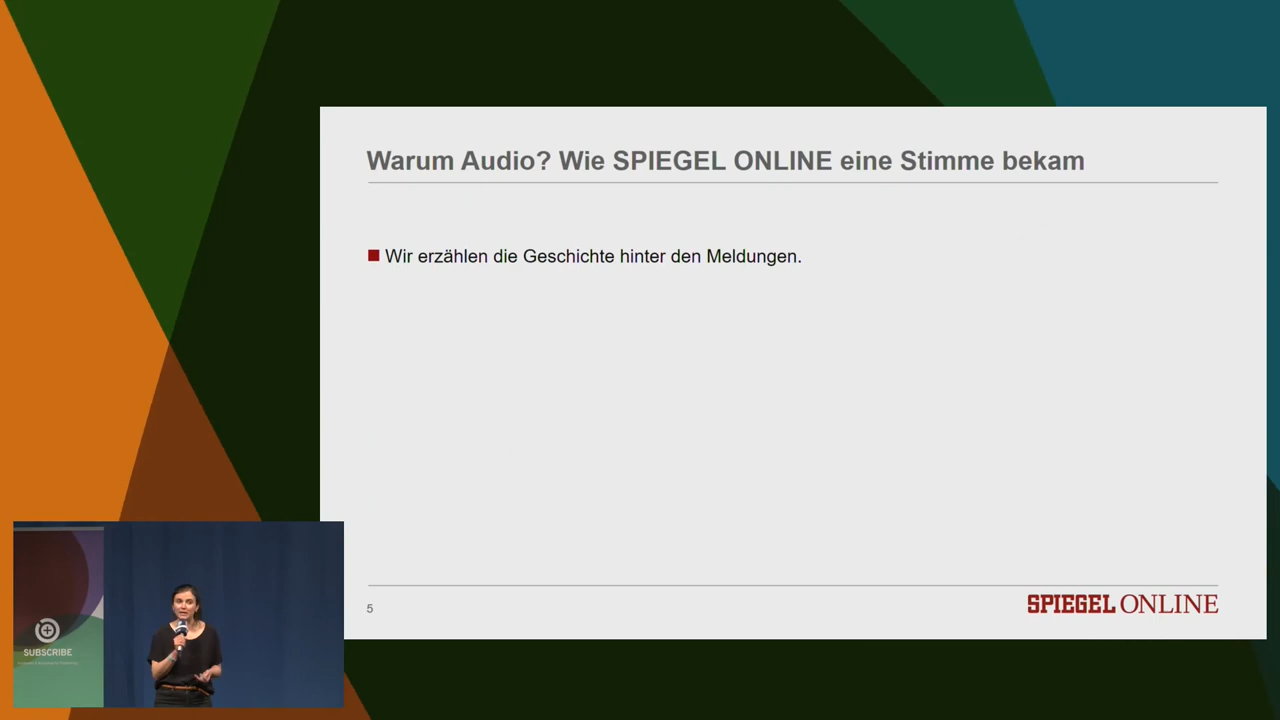 Warum Audio? Wie SPIEGEL ONLINE eine Stimme bekam
Wir erzählen die Geschichte hinter den Meldungen.
5
SPIEGEL ONLINE
SUBSCRIBE